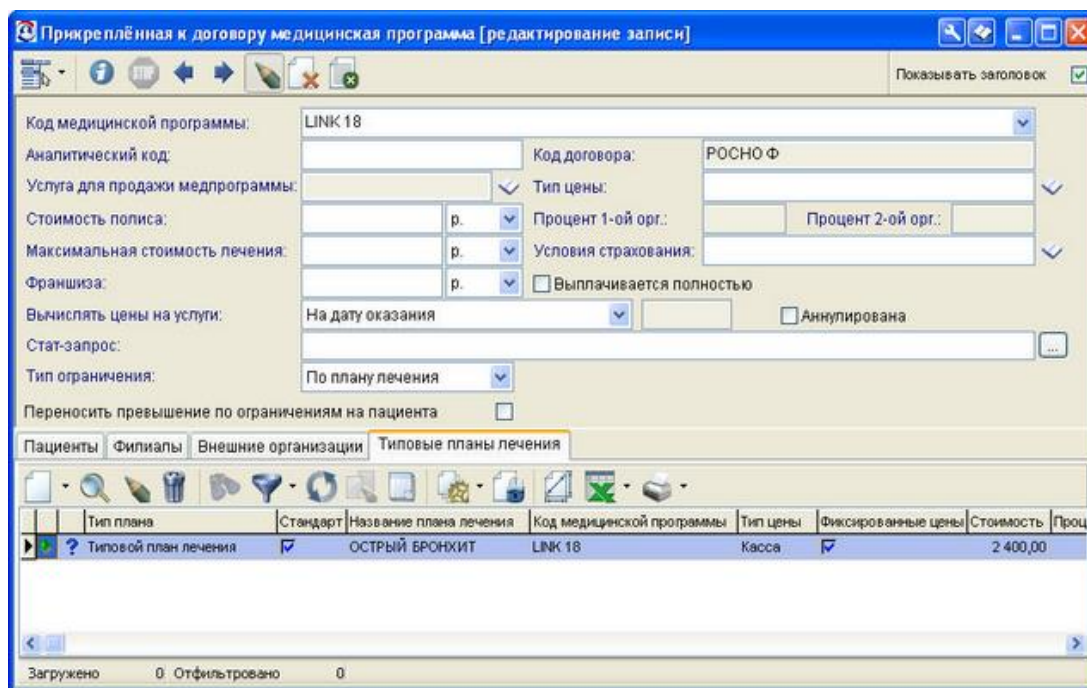 Прикреплённая к договору медицинская программа [редактирование записи]
Показывать заголовок
Код медицинской программы: LINK 18
Аналитический код: Код договора: РОСНО Ф
Услуга для продажи медпрограммы: Тип цены:
Стоимость полиса: р. Процент 1-ой орг.: Процент 2-ой орг.:
Максимальная стоимость лечения: р. Условия страхования:
Франшиза: р. Выплачивается полностью
Вычислять цены на услуги: На дату оказания Аннулирована
Стат-запрос: ...
Тип ограничения: По плану лечения
Переносить превышение по ограничениям на пациента
Пациенты Филиалы Внешние организации Типовые планы лечения
Тип плана Стандарт Название плана лечения Код медицинской программы Тип цены Фиксированные цены Стоимость Проц
? Типовой план лечения ОСТРЫЙ БРОНХИТ LINK 18 Касса 2 400,00
Загружено 0 Отфильтровано 0